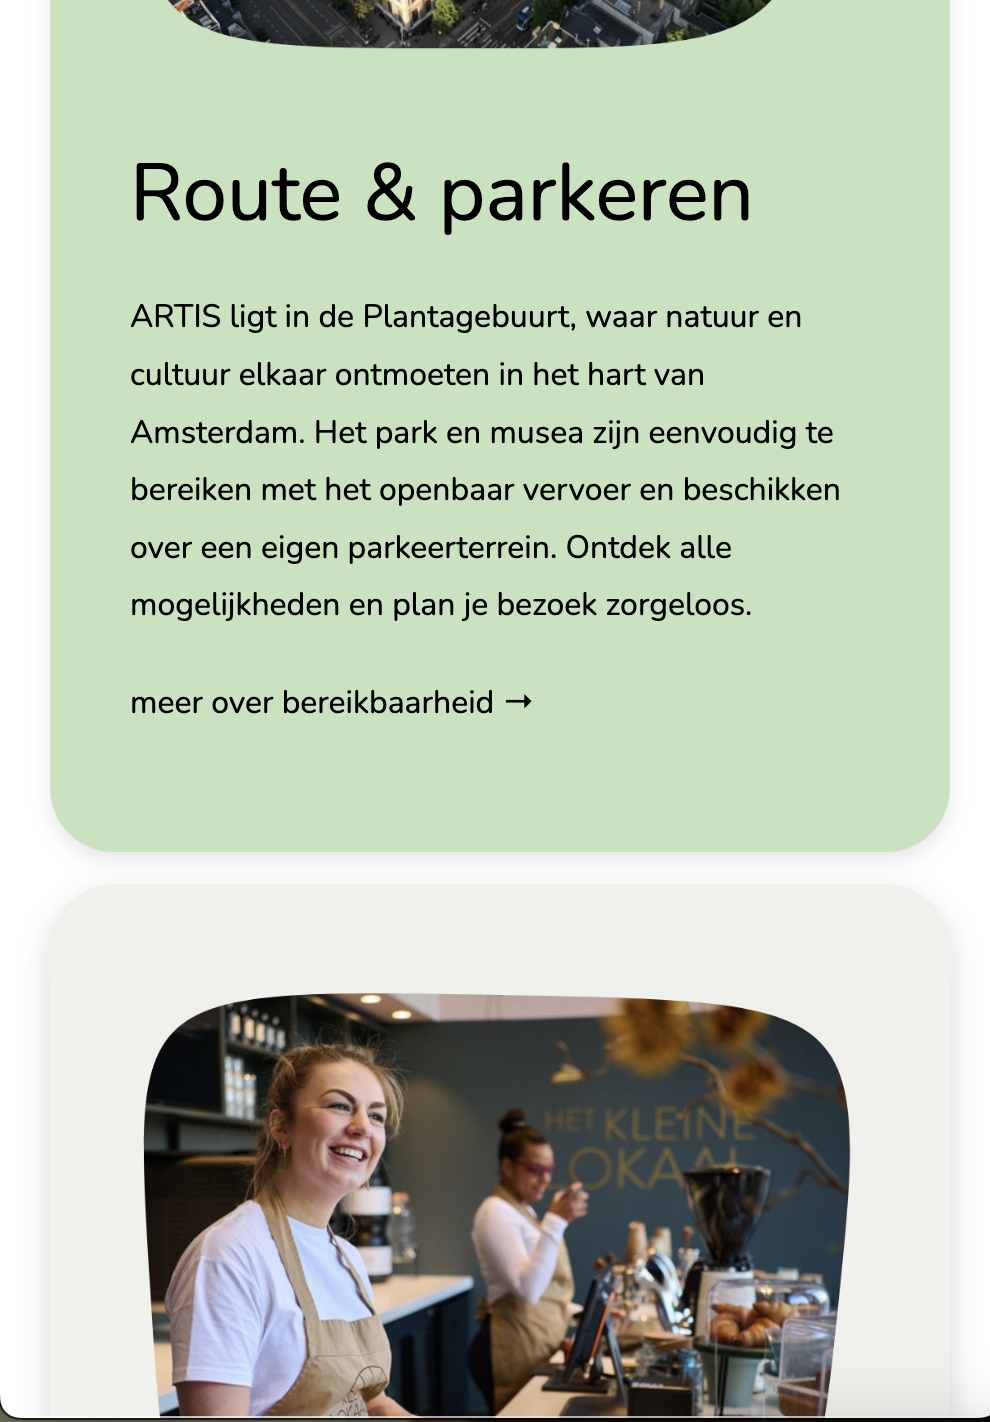 Route & parkeren
ARTIS ligt in de Plantagebuurt, waar natuur en
cultuur elkaar ontmoeten in het hart van
Amsterdam. Het park en musea zijn eenvoudig te
bereiken met het openbaar vervoer en beschikken
over een eigen parkeerterrein. Ontdek alle
mogelijkheden en plan je bezoek zorgeloos.
meer over bereikbaarheid →
HET KLEINE
LOKAAL